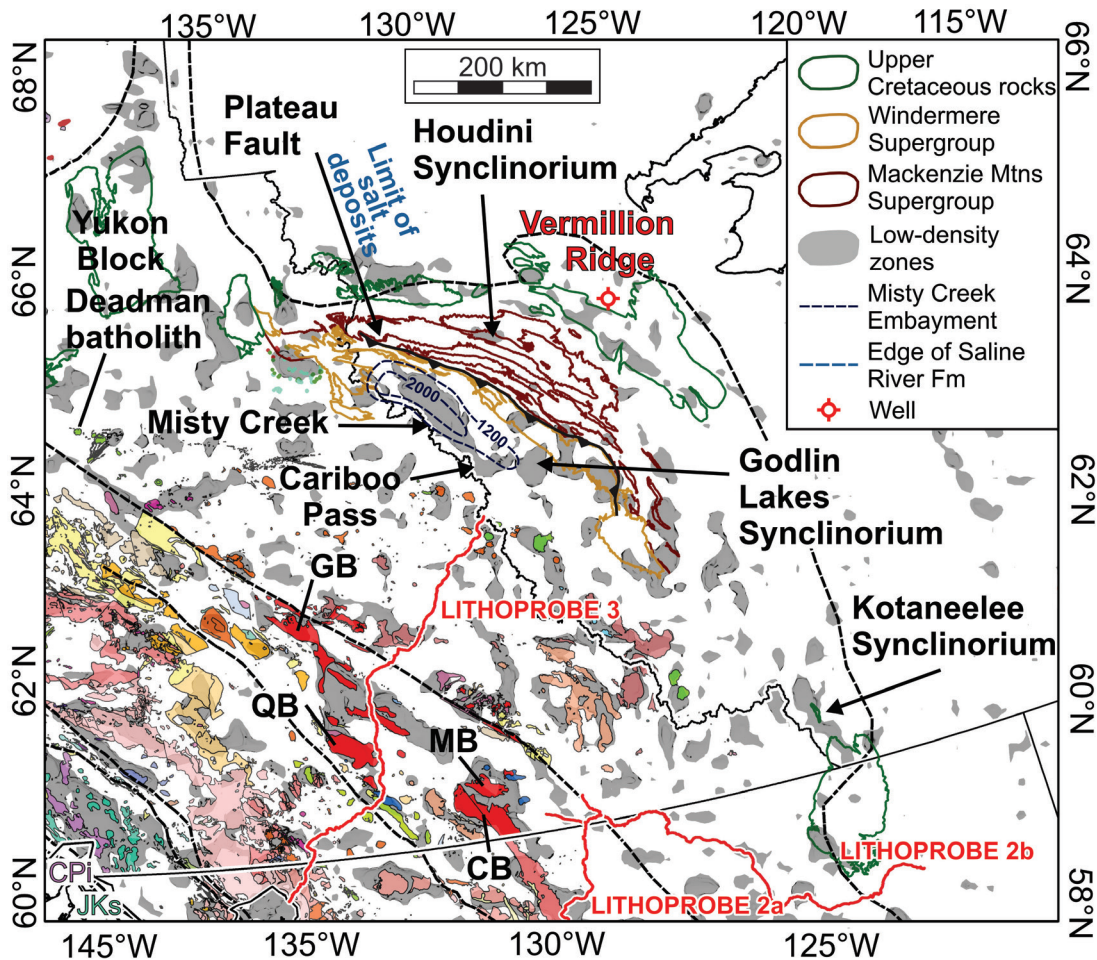 135°W 130°W 125°W 120°W 115°W
68°N
66°N
64°N
62°N
60°N
66°N
64°N
62°N
60°N
58°N
145°W 135°W 130°W 125°W
200 km
Plateau
Fault
Limit of
salt
deposits
Houdini
Synclinorium
Vermillion
Ridge
Yukon
Block
Deadman
batholith
Misty Creek
2000
1200
Cariboo
Pass
Godlin
Lakes
Synclinorium
GB
LITHOPROBE 3
Kotaneelee
Synclinorium
QB
MB
CB
LITHOPROBE 2b
LITHOPROBE 2a
CPi
JKs
Upper
Cretaceous rocks
Windermere
Supergroup
Mackenzie Mtns
Supergroup
Low-density
zones
Misty Creek
Embayment
Edge of Saline
River Fm
Well